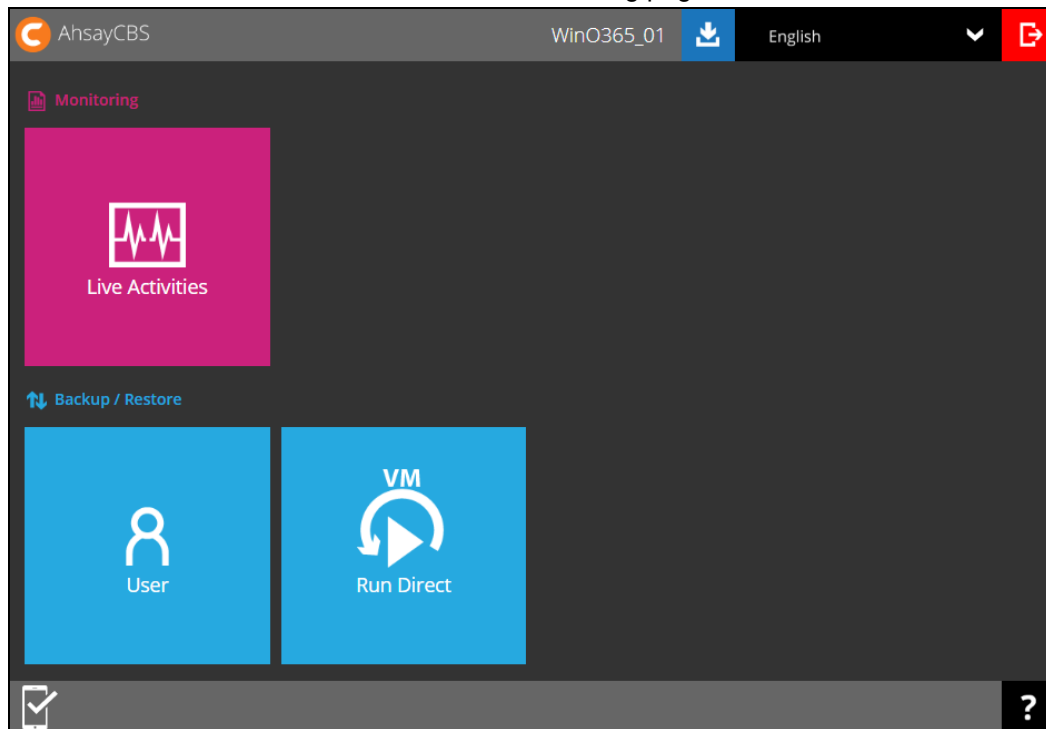 AhsayCBS WinO365_01 English
Monitoring
Live Activities
Backup / Restore
VM
User Run Direct
?